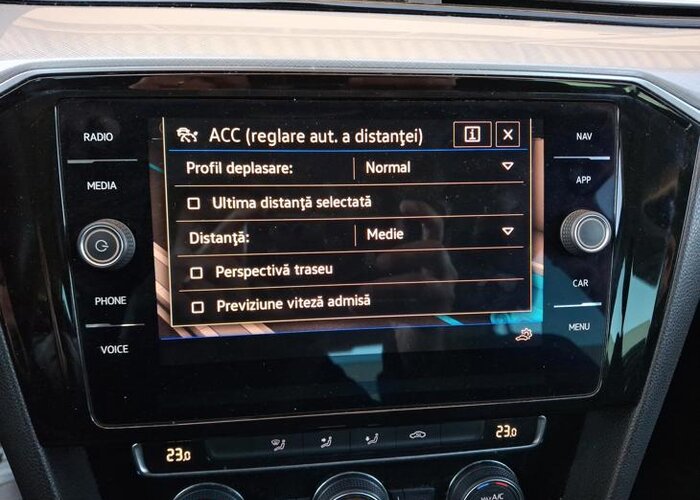 RADIO
MEDIA
PHONE
VOICE
ACC (reglare aut. a distanţei)
i
X
Profil deplasare: Normal
Ultima distanţă selectată
Distanţă: Medie
Perspectivă traseu
Previziune viteză admisă
NAV
APP
CAR
MENU
23.0
23.0
MAX A/C